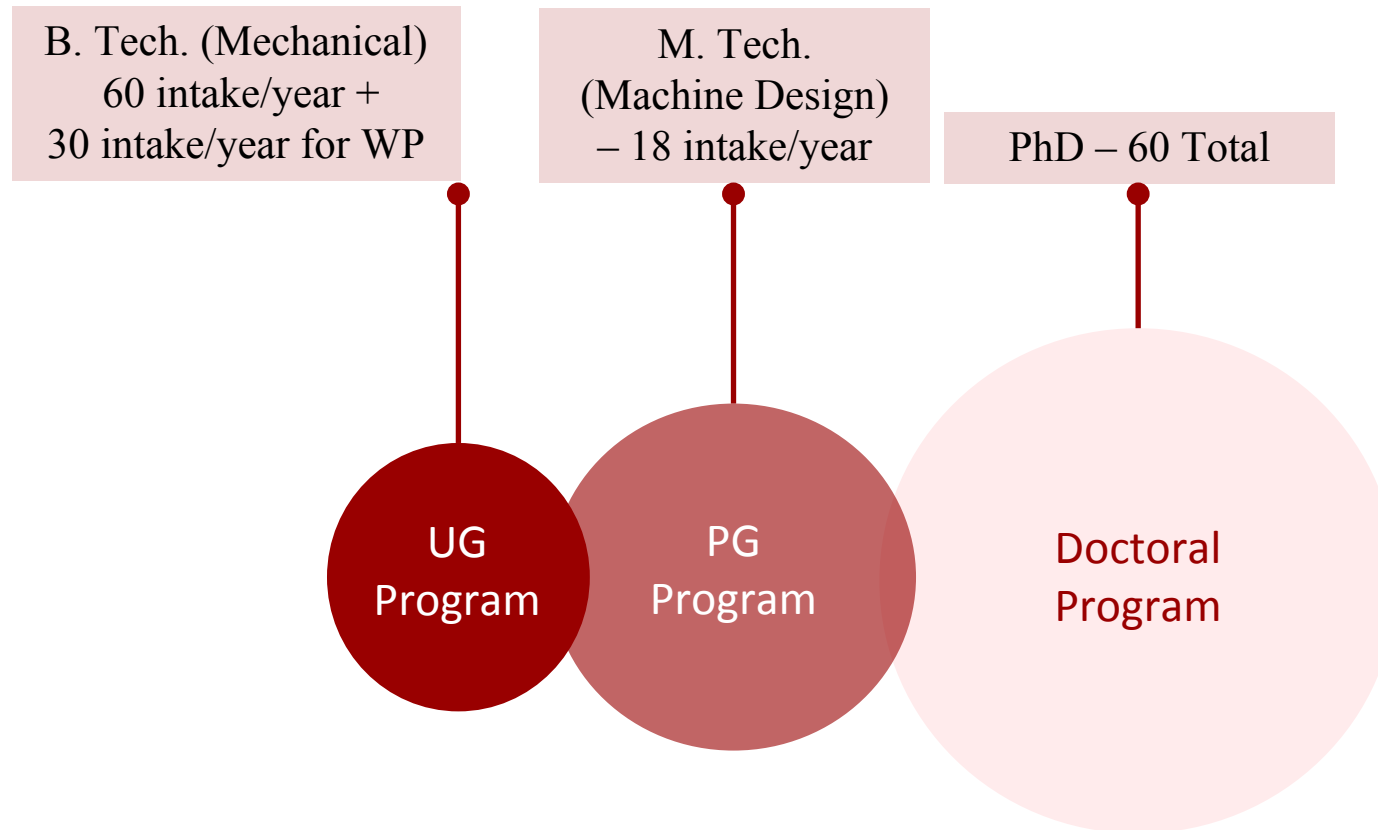 B. Tech. (Mechanical)
60 intake/year +
30 intake/year for WP
M. Tech.
(Machine Design)
– 18 intake/year
PhD – 60 Total
UG
Program
PG
Program
Doctoral
Program